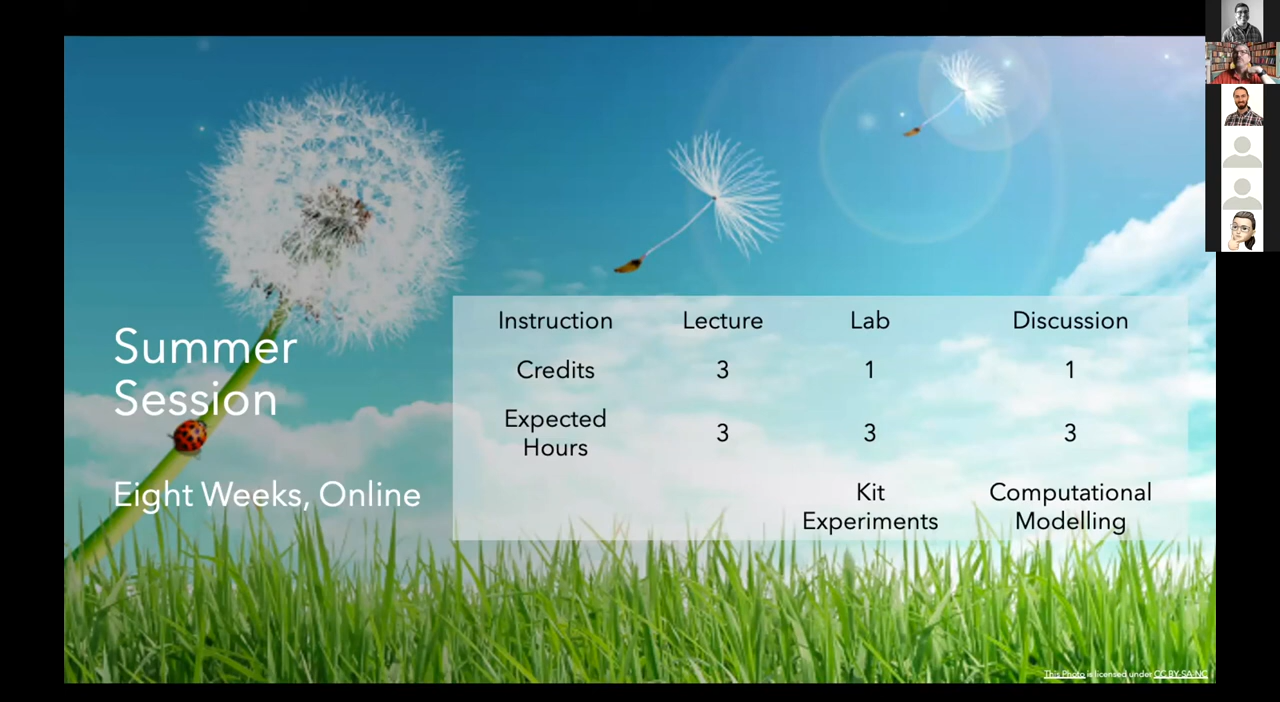 Summer
Session
Eight Weeks, Online
Instruction Lecture Lab Discussion
Credits 3 1 1
Expected
Hours 3 3 3
Kit
Experiments
Computational
Modelling
This Photo is licensed under CC BY-SA-NC